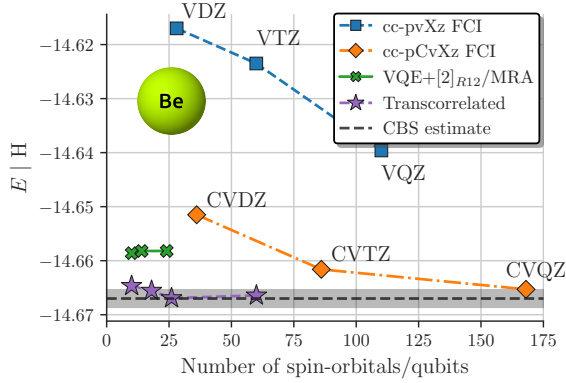 VDZ
VTZ
VQZ
cc-pvXz FCI
cc-pCvXz FCI
VQE+[2]R12/MRA
Transcorrelated
CBS estimate
Be
CVDZ
CVTZ
CVQZ
E | H
−14.62
−14.63
−14.64
−14.65
−14.66
−14.67
0 25 50 75 100 125 150 175
Number of spin-orbitals/qubits